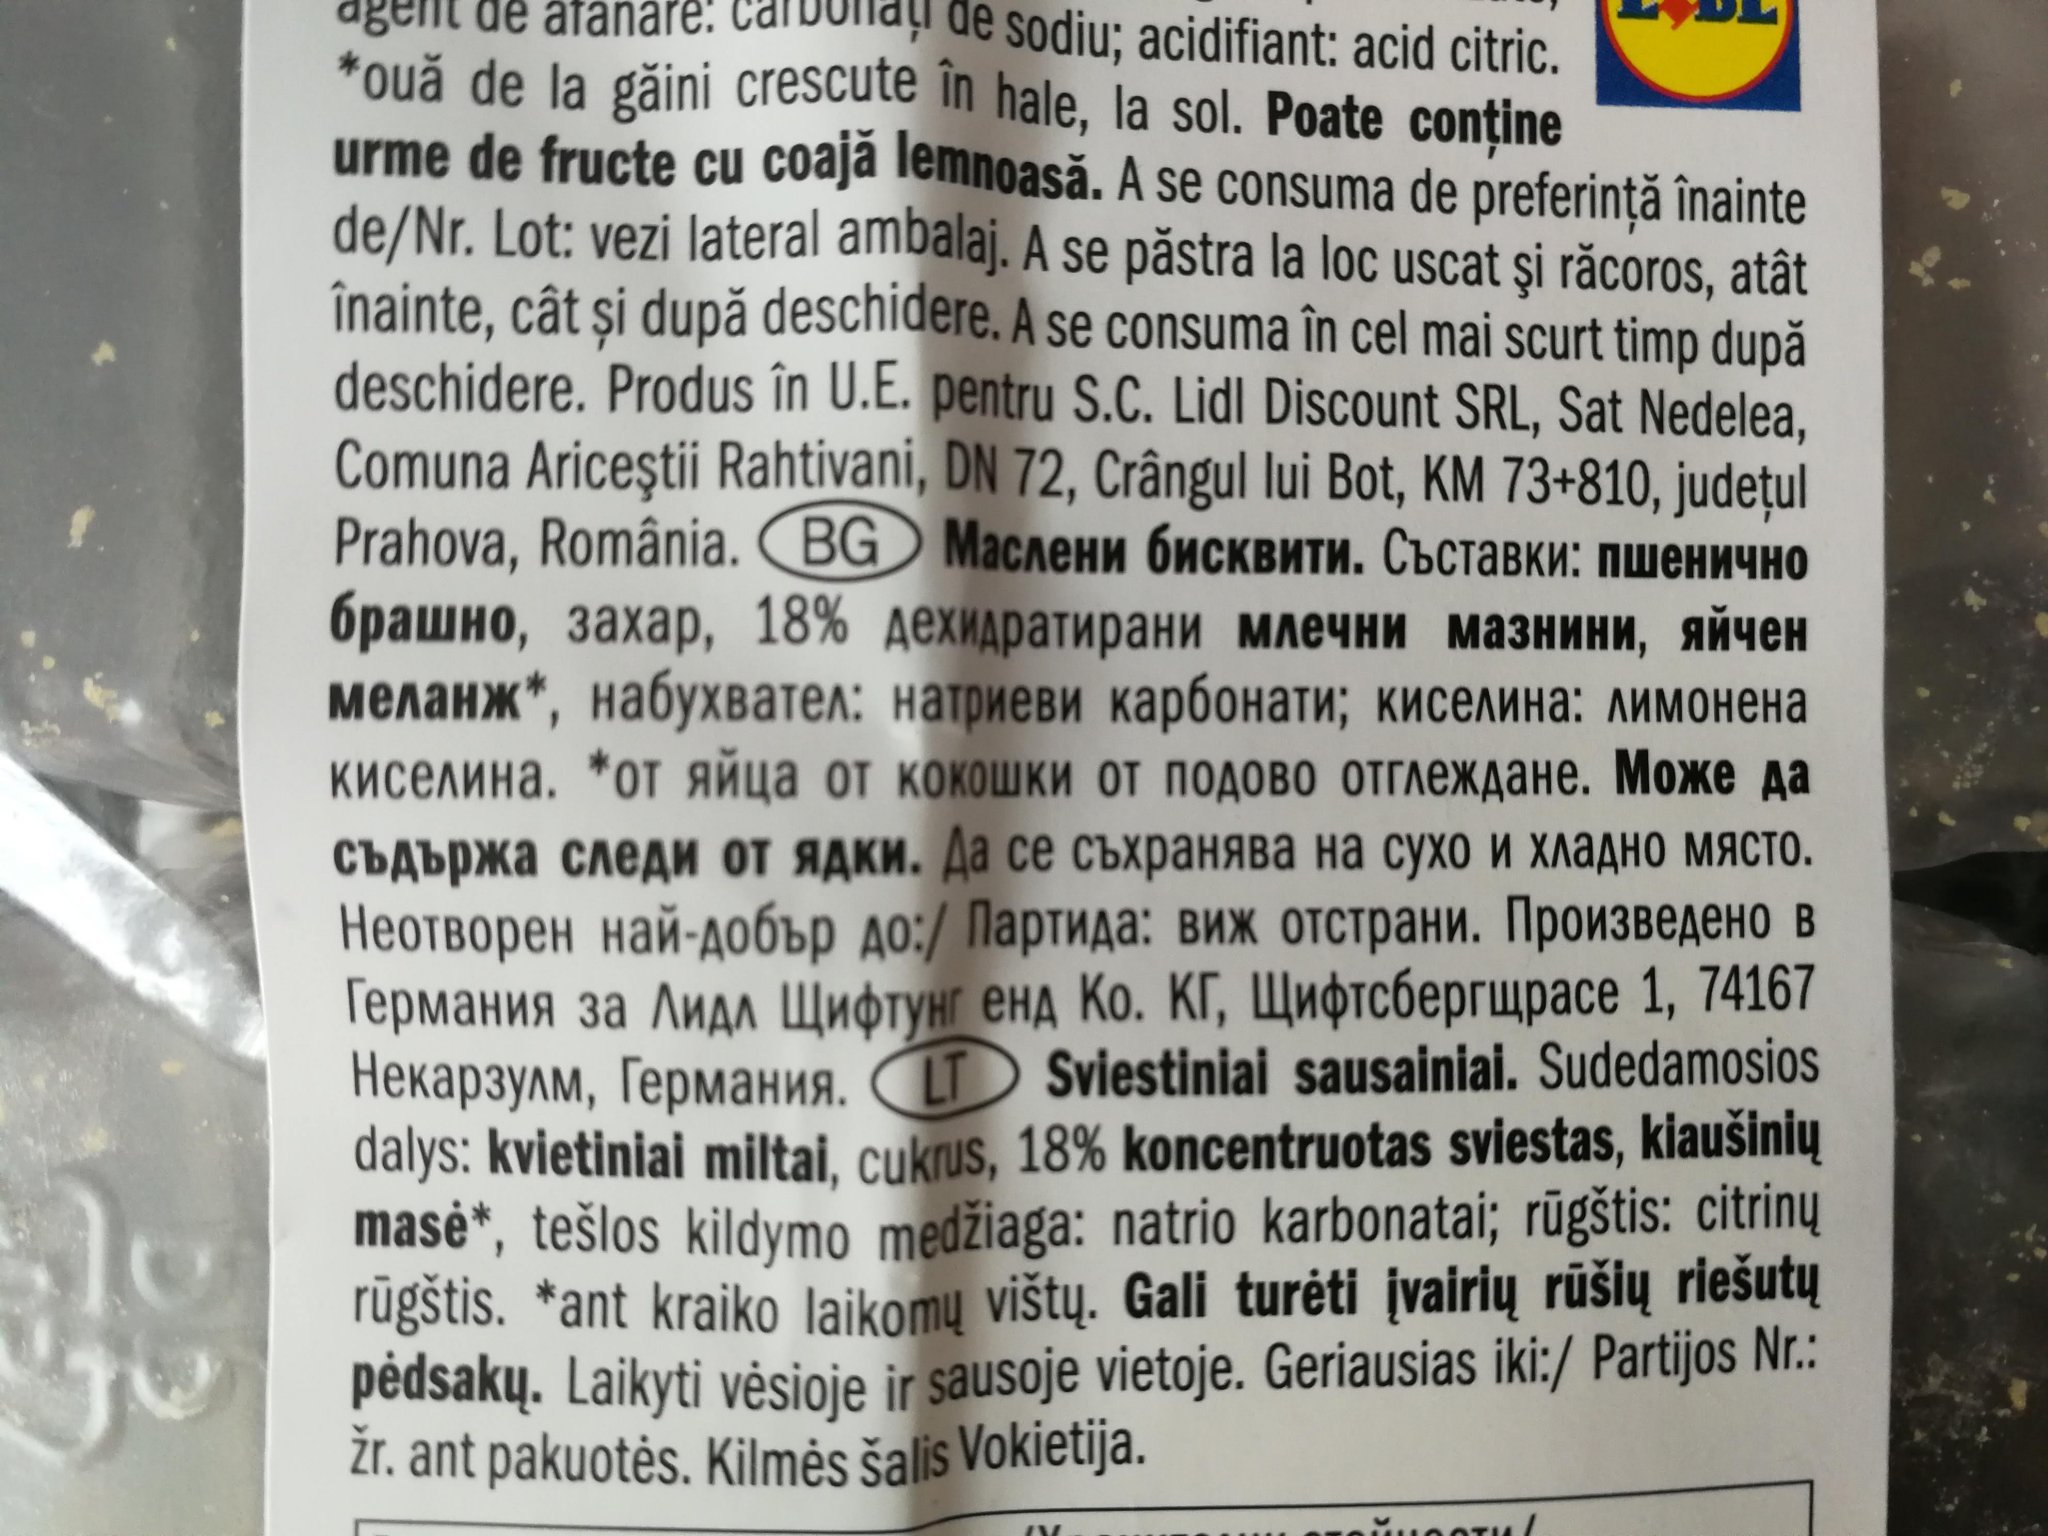 agent de afânare: carbonați de sodiu; acidifiant: acid citric.
*ouă de la găini crescute în hale, la sol. Poate conține
urme de fructe cu coajă lemnoasă. A se consuma de preferință înainte
de/Nr. Lot: vezi lateral ambalaj. A se păstra la loc uscat şi răcoros, atât
înainte, cât și după deschidere. A se consuma în cel mai scurt timp după
deschidere. Produs în U.E. pentru S.C. Lidl Discount SRL, Sat Nedelea,
Comuna Ariceştii Rahtivani, DN 72, Crângul lui Bot, KM 73+810, județul
Prahova, România. BG Маслени бисквити. Съставки: пшенично
брашно, захар, 18% дехидратирани млечни мазнини, яйчен
меланж*, набухвател: натриеви карбонати; киселина: лимонена
киселина. *от яйца от кокошки от подово отглеждане. Може да
съдържа следи от ядки. Да се съхранява на сухо и хладно място.
Неотворен най-добър до:/ Партида: виж отстрани. Произведено в
Германия за Лидл Щифтунг енд Ко. КГ, Щифтсбергщрасе 1, 74167
Некарзулм, Германия. LT Sviestiniai sausainiai. Sudedamosios
dalys: kvietiniai miltai, cukrus, 18% koncentruotas sviestas, kiaušinių
masė*, tešlos kildymo medžiaga: natrio karbonatai; rūgštis: citrinų
rūgštis. *ant kraiko laikomų vištų. Gali turėti įvairių rūšių riešutų
pėdsakų. Laikyti vėsioje ir sausoje vietoje. Geriausias iki:/ Partijos Nr.:
žr. ant pakuotės. Kilmės šalis Vokietija.